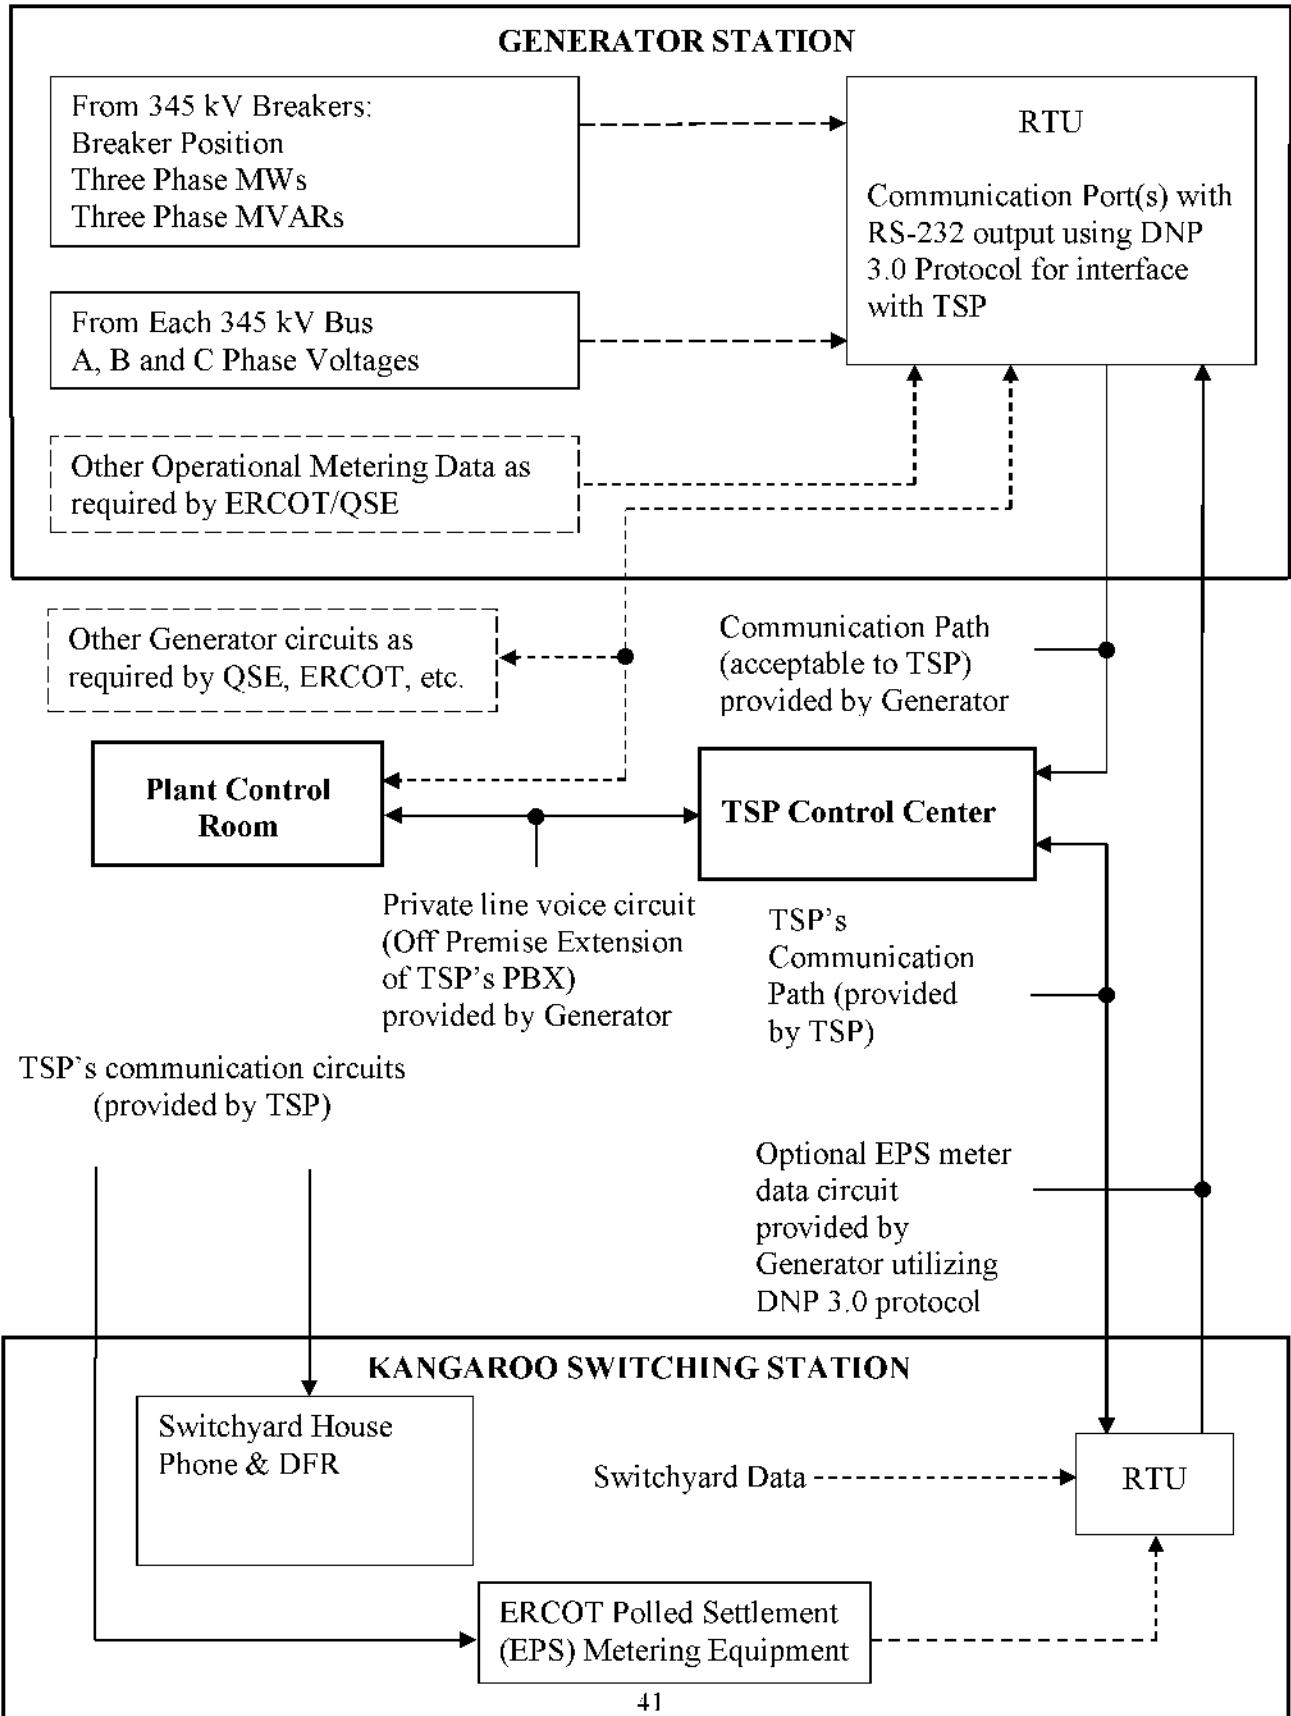 GENERATOR STATION
From 345 kV Breakers:
Breaker Position
Three Phase MWs
Three Phase MVARs
RTU
Communication Port(s) with
RS-232 output using DNP
3.0 Protocol for interface
with TSP
From Each 345 kV Bus
A, B and C Phase Voltages
Other Operational Metering Data as
required by ERCOT/QSE
Other Generator circuits as
required by QSE, ERCOT, etc.
Communication Path
(acceptable to TSP)
provided by Generator
Plant Control
Room
TSP Control Center
Private line voice circuit
(Off Premise Extension
of TSP's PBX)
provided by Generator
TSP's
Communication
Path (provided
by TSP)
TSP's communication circuits
(provided by TSP)
Optional EPS meter
data circuit
provided by
Generator utilizing
DNP 3.0 protocol
KANGAROO SWITCHING STATION
Switchyard House
Phone & DFR
Switchyard Data
RTU
ERCOT Polled Settlement
(EPS) Metering Equipment
41